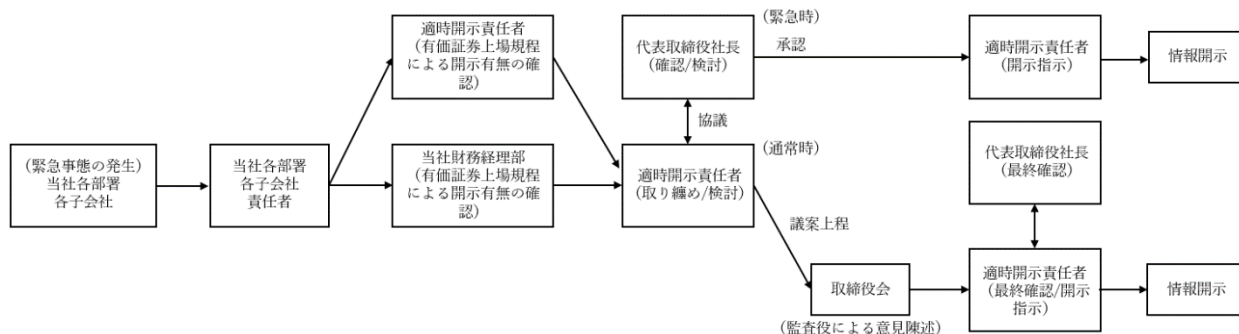 (緊急事態の発生)
当社各部署
各子会社
当社各部署
各子会社
責任者
適時開示責任者
(有価証券上場規程
による開示有無の確
認)
当社財務経理部
(有価証券上場規程
による開示有無の確
認)
代表取締役社長
(確認/検討)
協議
適時開示責任者
(取り纏め/検討)
(緊急時)
承認
適時開示責任者
(開示指示)
情報開示
(通常時)
議案上程
取締役会
(監査役による意見陳述)
代表取締役社長
(最終確認)
適時開示責任者
(最終確認/開示
指示)
情報開示